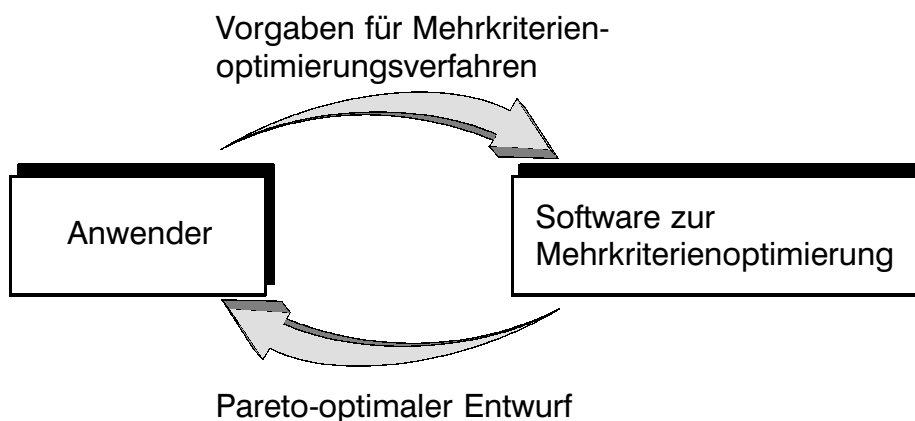 Vorgaben für Mehrkriterien-
optimierungsverfahren
Anwender
Software zur
Mehrkriterienoptimierung
Pareto-optimaler Entwurf